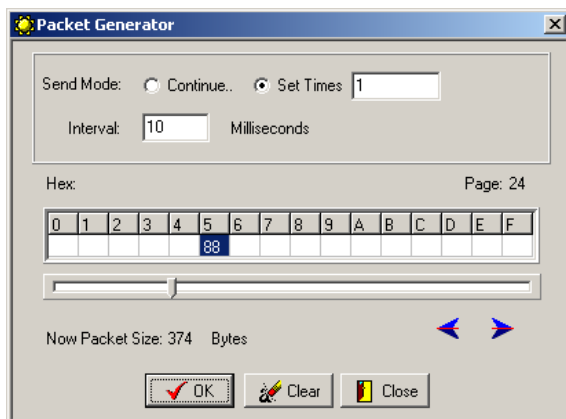 Packet Generator
Send Mode: Continue.. Set Times 1
Interval: 10 Milliseconds
Hex: Page: 24
0 1 2 3 4 5 6 7 8 9 A B C D E F
88
Now Packet Size: 374 Bytes
OK Clear Close